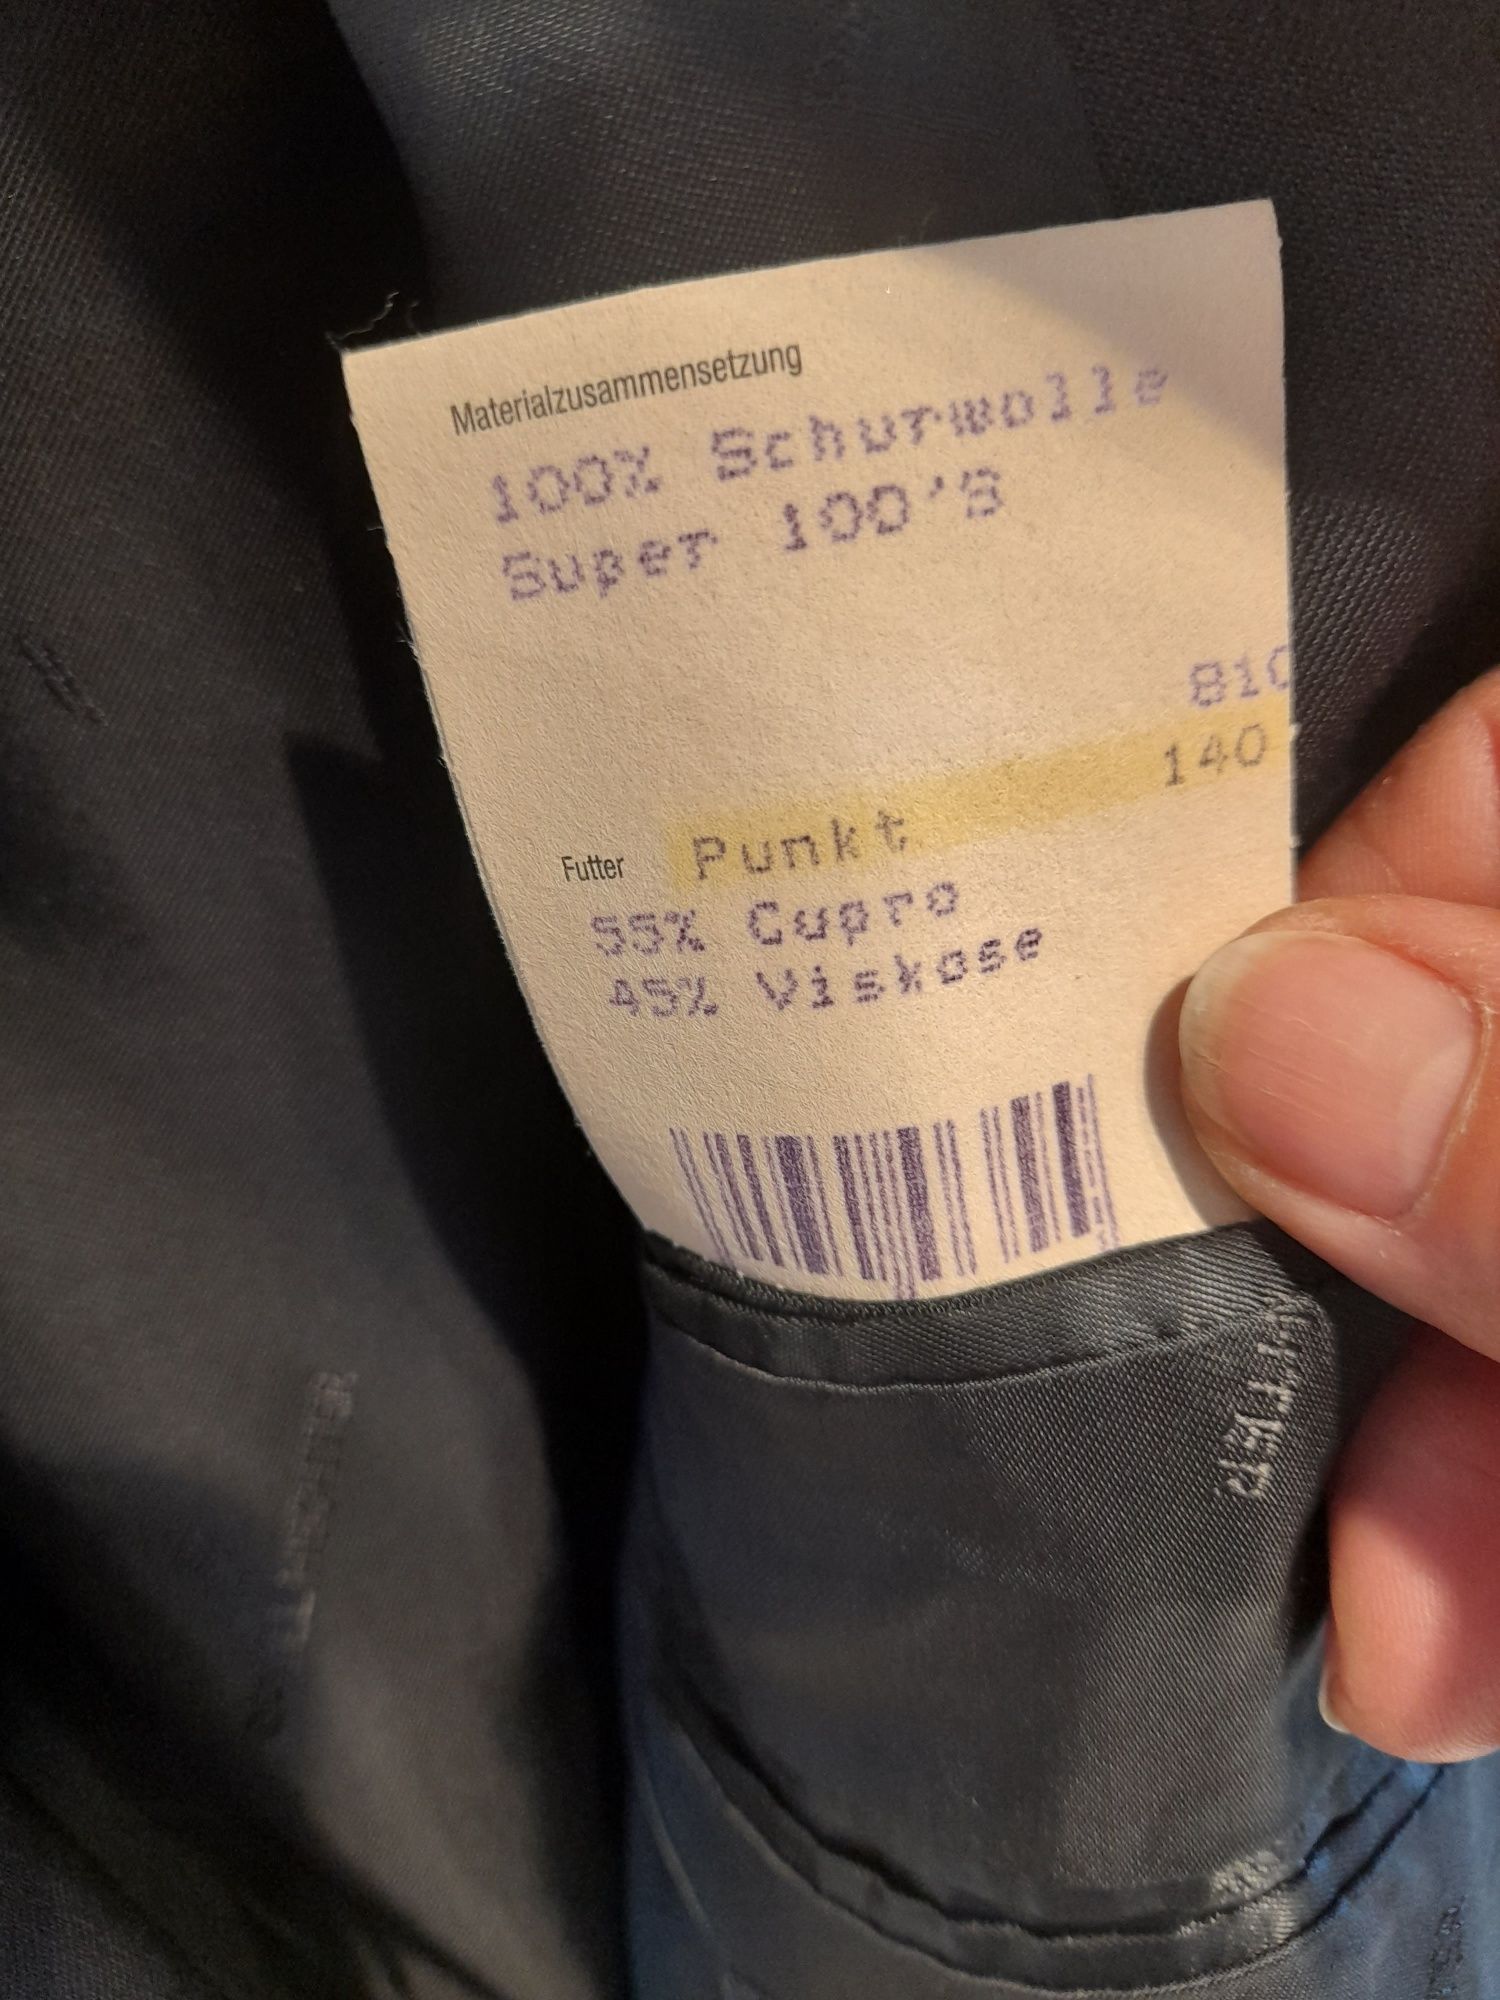 Materialzusammensetzung
100% Schurwolle
Super 100'S
810
140
Futter Punkt
55% Cupro
45% Viskose